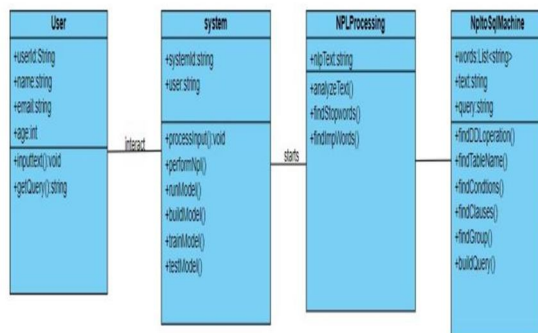 User
+userId:String
+name:string
+email:string
+age:int
+inputtext():void
+getQuery():string
interact
system
+systemId:string
+user:string
+processInput():void
+performNpl()
+runModel()
+buildModel()
+trainModel()
+testModel()
starts
NPLProcessing
+nlpText:string
+analyzeText()
+findStopwords()
+findImpWords()
NpltoSqlMachine
+words:List<string>
+text:string
+query:string
+findDDLoperation()
+findTableName()
+findCondtions()
+findClauses()
+findGroup()
+buildQuery()